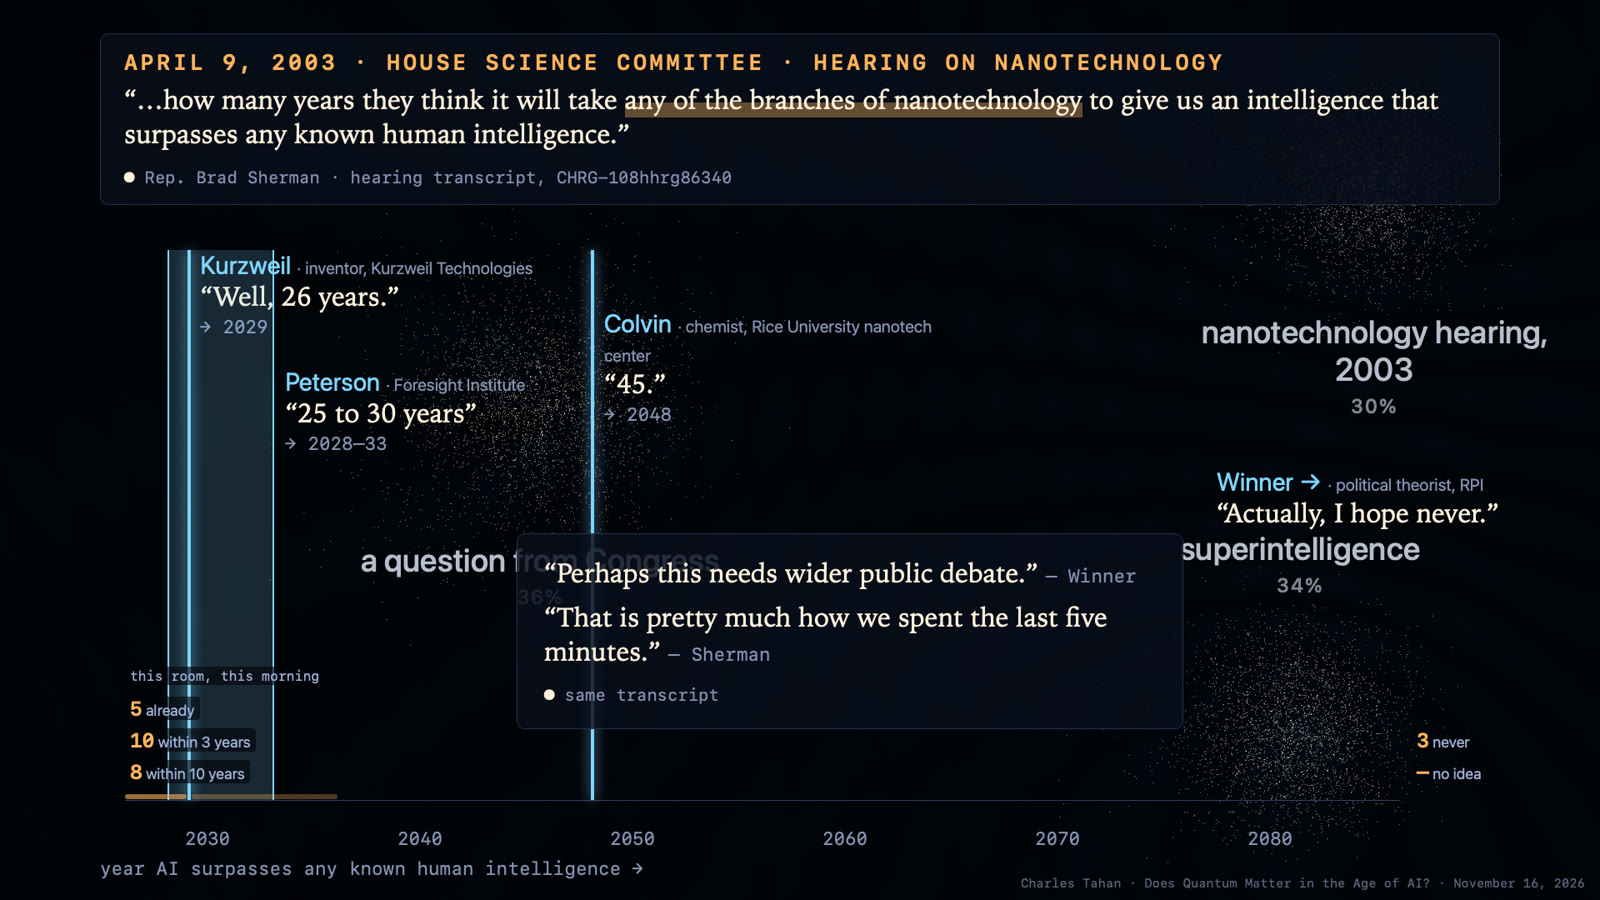 APRIL 9, 2003 · HOUSE SCIENCE COMMITTEE · HEARING ON NANOTECHNOLOGY
“…how many years they think it will take any of the branches of nanotechnology to give us an intelligence that
surpasses any known human intelligence.”
Rep. Brad Sherman · hearing transcript, CHRG–108hhrg86340
Kurzweil · inventor, Kurzweil Technologies
“Well, 26 years.”
→ 2029
Peterson · Foresight Institute
“25 to 30 years”
→ 2028–33
Colvin · chemist, Rice University nanotech
center
“45.”
→ 2048
nanotechnology hearing,
2003
30%
Winner → · political theorist, RPI
“Actually, I hope never.”
superintelligence
34%
a question from Congress
36%
“Perhaps this needs wider public debate.” — Winner
“That is pretty much how we spent the last five
minutes.” — Sherman
same transcript
this room, this morning
5 already
10 within 3 years
8 within 10 years
3 never
– no idea
2030 2040 2050 2060 2070 2080
year AI surpasses any known human intelligence →
Charles Tahan · Does Quantum Matter in the Age of AI? · November 16, 2026